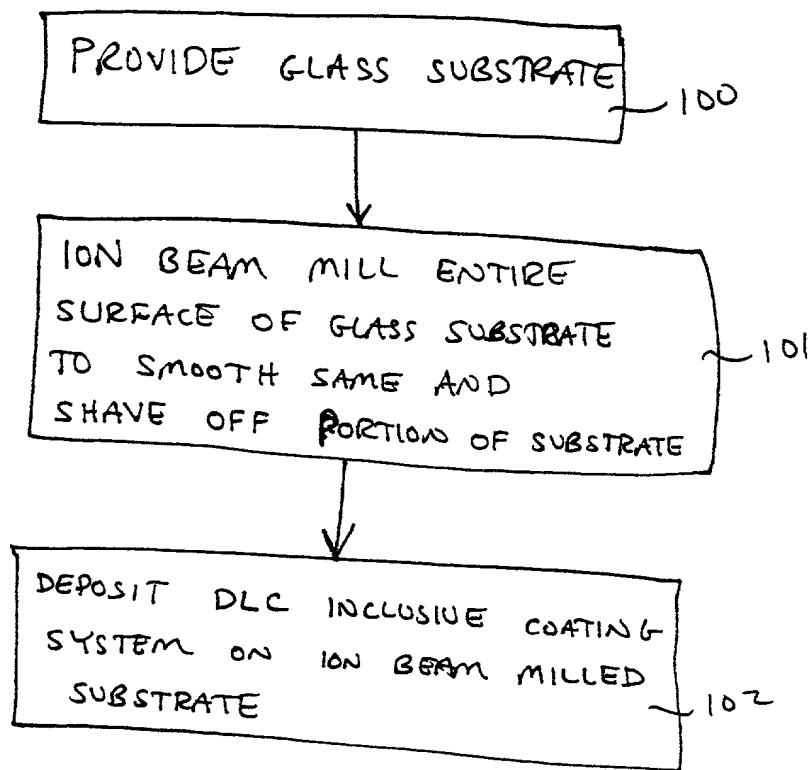 PROVIDE GLASS SUBSTRATE
100
ION BEAM MILL ENTIRE
SURFACE OF GLASS SUBSTRATE
TO SMOOTH SAME AND
SHAVE OFF PORTION OF SUBSTRATE
101
DEPOSIT DLC INCLUSIVE COATING
SYSTEM ON ION BEAM MILLED
SUBSTRATE
102